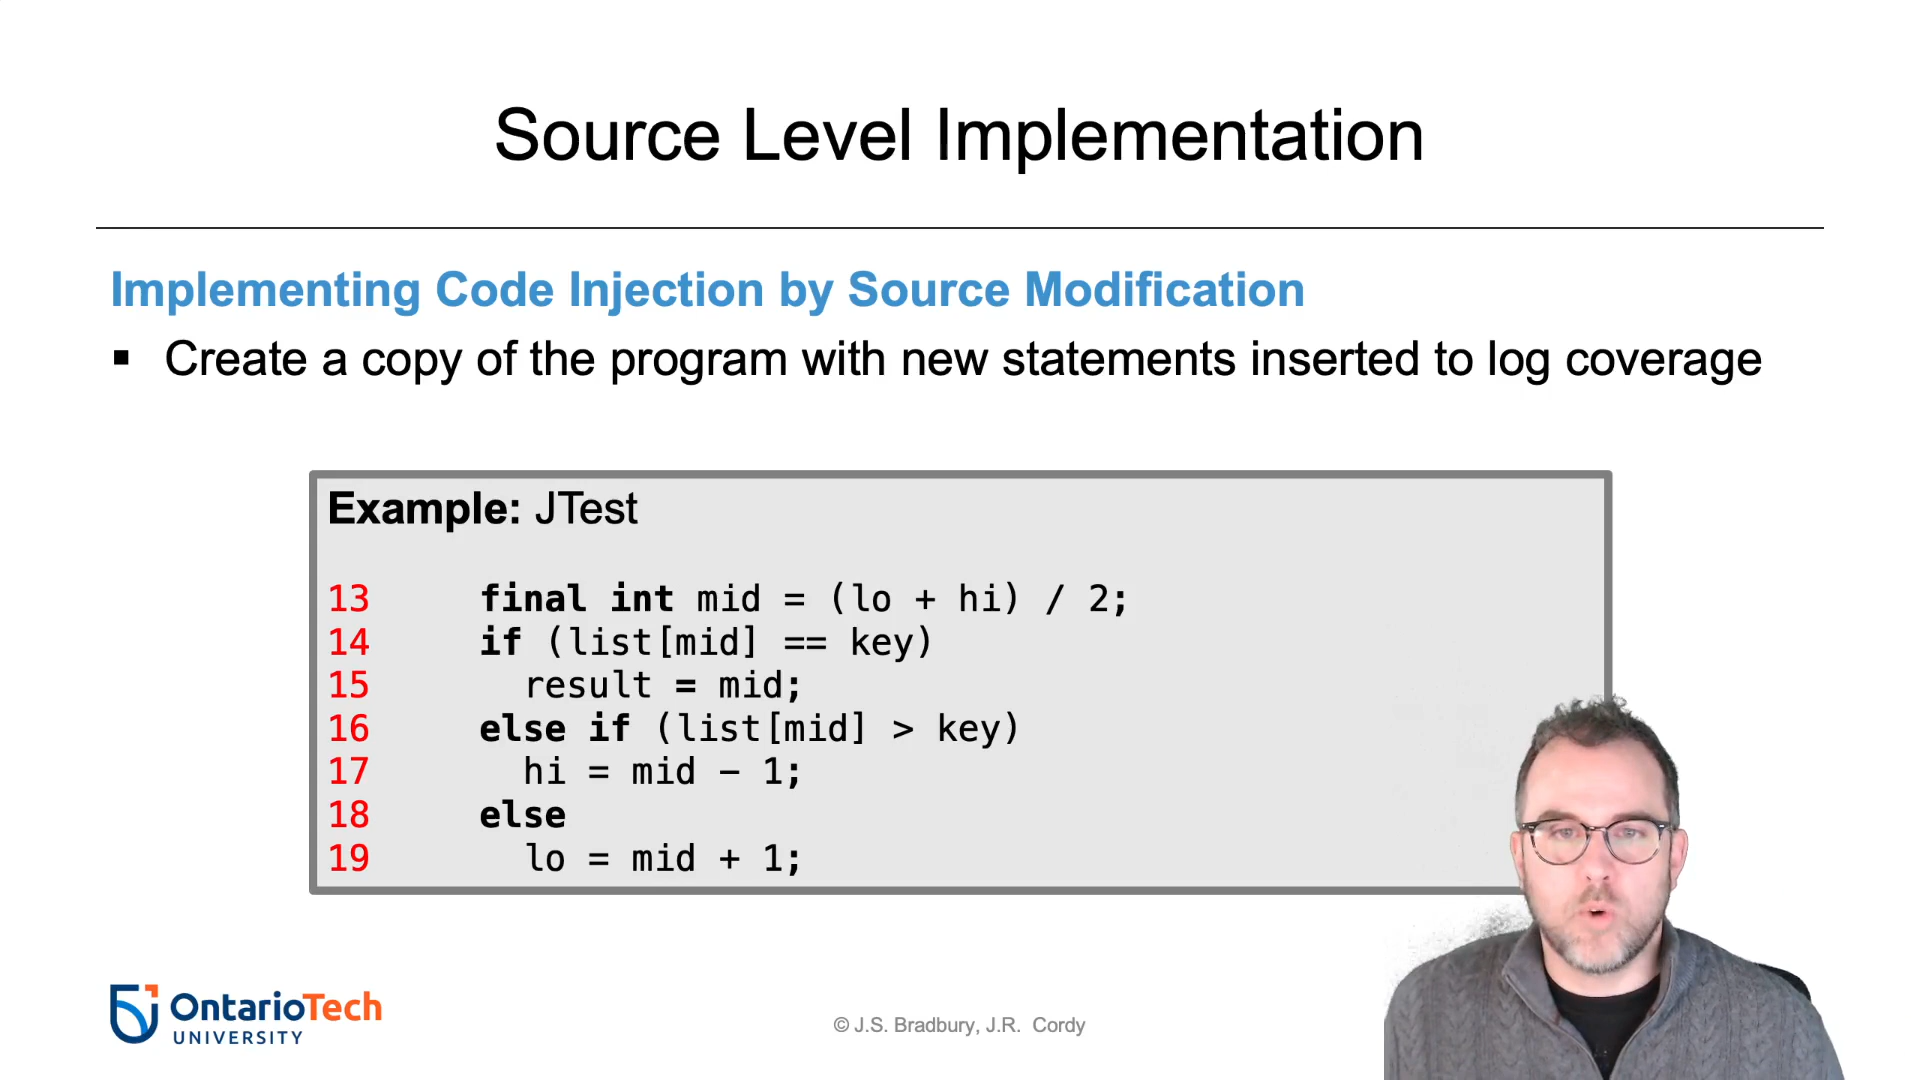 Source Level Implementation
Implementing Code Injection by Source Modification
▪ Create a copy of the program with new statements inserted to log coverage
Example: JTest
13 final int mid = (lo + hi) / 2;
14 if (list[mid] == key)
15 result = mid;
16 else if (list[mid] > key)
17 hi = mid – 1;
18 else
19 lo = mid + 1;
OntarioTech
UNIVERSITY
© J.S. Bradbury, J.R. Cordy